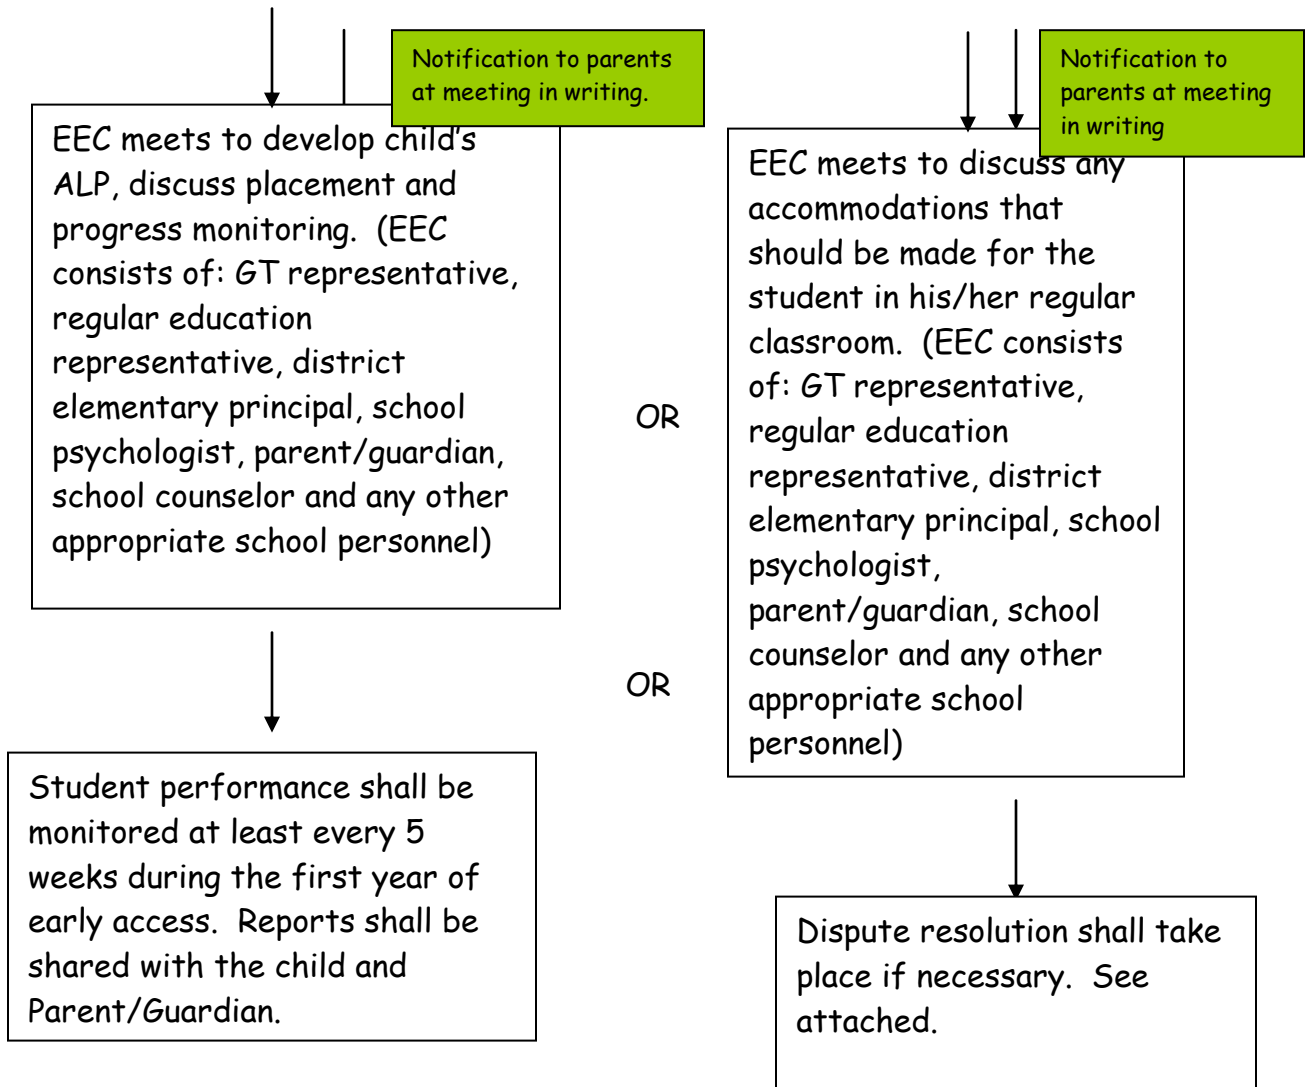 Notification to parents
at meeting in writing.
EEC meets to develop child's
ALP, discuss placement and
progress monitoring.  (EEC
consists of: GT representative,
regular education
representative, district
elementary principal, school
psychologist, parent/guardian,
school counselor and any other
appropriate school personnel)
OR
Notification to
parents at meeting
in writing
EEC meets to discuss any
accommodations that
should be made for the
student in his/her regular
classroom.  (EEC consists
of: GT representative,
regular education
representative, district
elementary principal, school
psychologist,
parent/guardian, school
counselor and any other
appropriate school
personnel)
OR
Student performance shall be
monitored at least every 5
weeks during the first year of
early access.  Reports shall be
shared with the child and
Parent/Guardian.
Dispute resolution shall take
place if necessary.  See
attached.